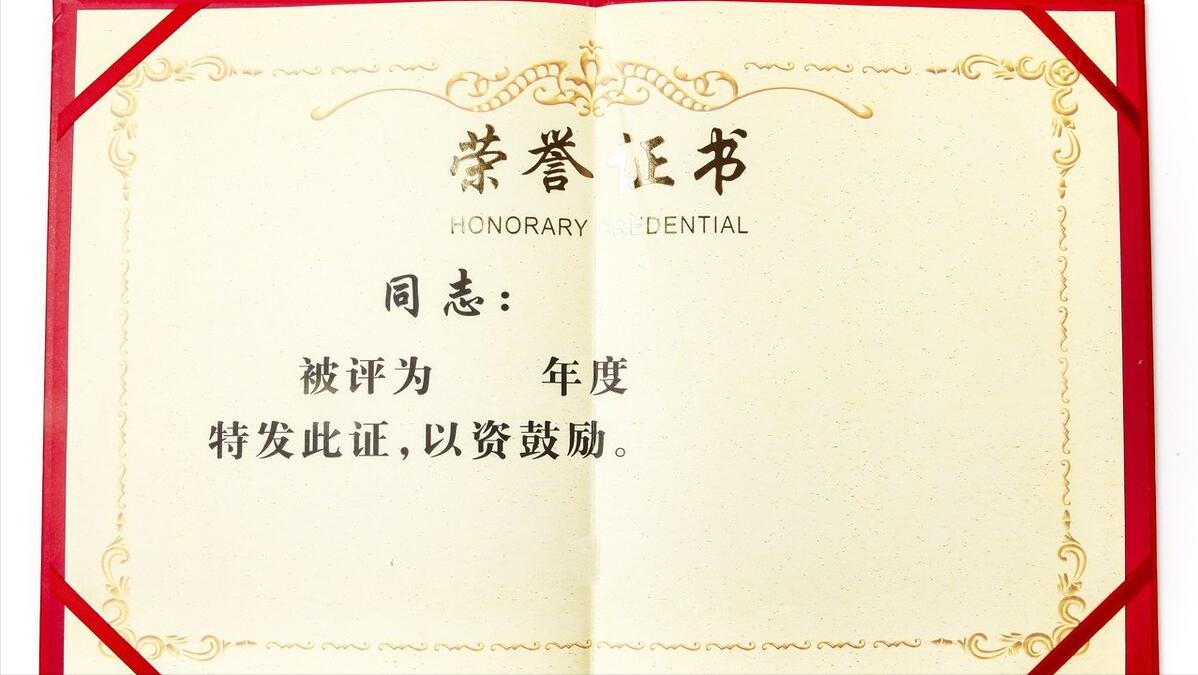 荣誉证书
HONORARY CREDENTIAL
同志：
被评为 年度
特发此证，以资鼓励。